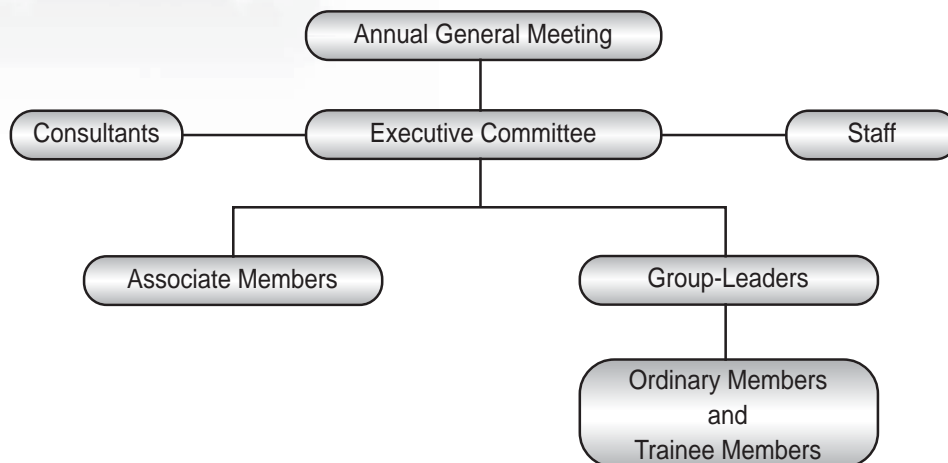 Annual General Meeting
Consultants
Executive Committee
Staff
Associate Members
Group-Leaders
Ordinary Members
and
Trainee Members